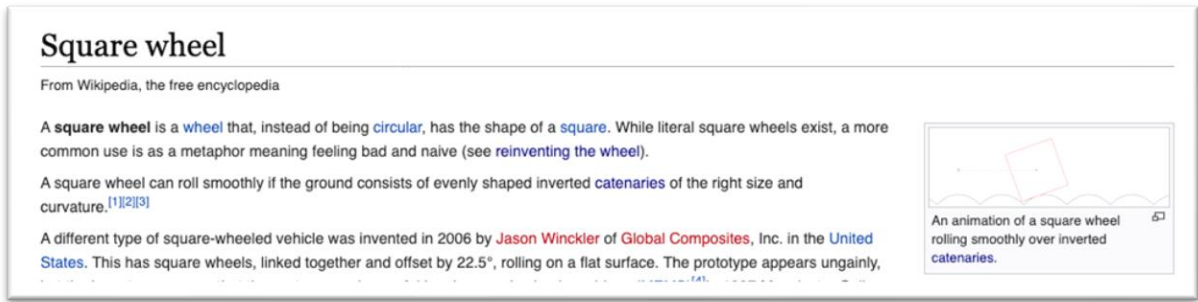 Square wheel
From Wikipedia, the free encyclopedia
A square wheel is a wheel that, instead of being circular, has the shape of a square. While literal square wheels exist, a more
common use is as a metaphor meaning feeling bad and naive (see reinventing the wheel).
A square wheel can roll smoothly if the ground consists of evenly shaped inverted catenaries of the right size and
curvature.[1][2][3]
A different type of square-wheeled vehicle was invented in 2006 by Jason Winckler of Global Composites, Inc. in the United
States. This has square wheels, linked together and offset by 22.5°, rolling on a flat surface. The prototype appears ungainly,
An animation of a square wheel
rolling smoothly over inverted
catenaries.